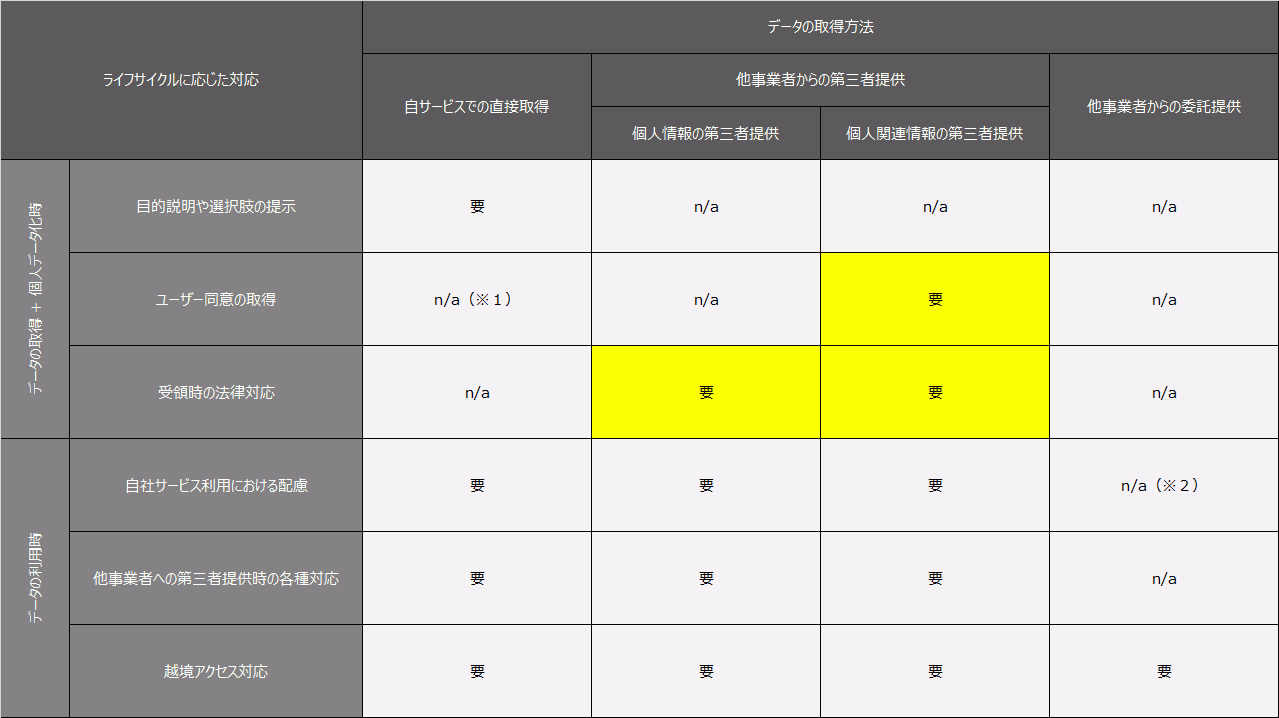 ライフサイクルに応じた対応
データの取得方法
自サービスでの直接取得
他事業者からの第三者提供
他事業者からの委託提供
個人情報の第三者提供
個人関連情報の第三者提供
データの取得 + 個人データ化時
目的説明や選択肢の提示
要
n/a
n/a
n/a
ユーザー同意の取得
n/a（※１）
n/a
要
n/a
受領時の法律対応
n/a
要
要
n/a
データの利用時
自社サービス利用における配慮
要
要
要
n/a（※２）
他事業者への第三者提供時の各種対応
要
要
要
n/a
越境アクセス対応
要
要
要
要